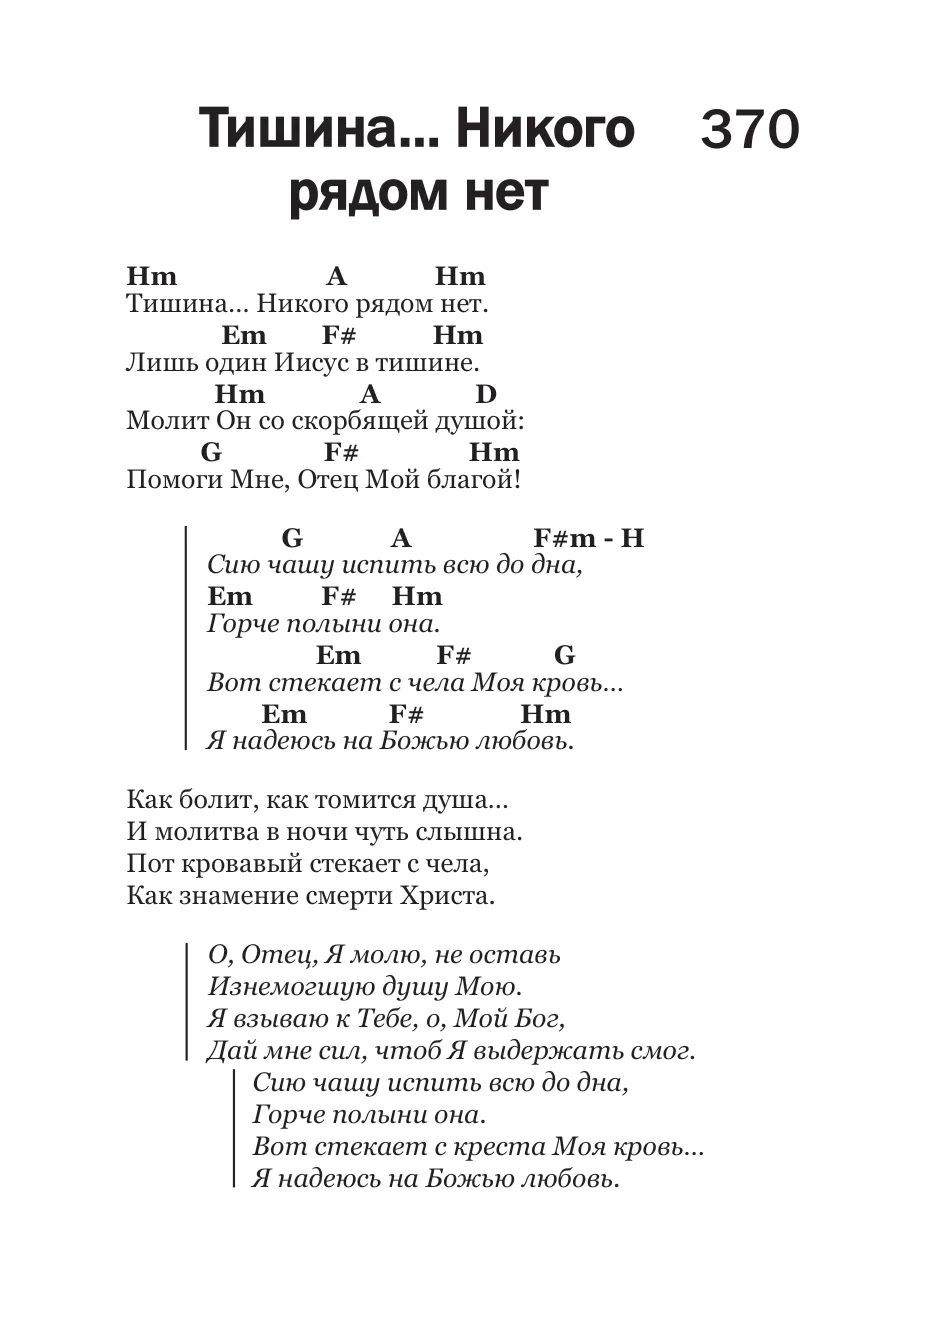 Тишина... Никого 370
рядом нет
Hm A Hm
Тишина... Никого рядом нет.
Em F# Hm
Лишь один Иисус в тишине.
Hm A D
Молит Он со скорбящей душой:
G F# Hm
Помоги Мне, Отец Мой благой!
G A F#m - H
Сию чашу испить всю до дна,
Em F# Hm
Горче полыни она.
Em F# G
Вот стекает с чела Моя кровь...
Em F# Hm
Я надеюсь на Божью любовь.
Как болит, как томится душа...
И молитва в ночи чуть слышна.
Пот кровавый стекает с чела,
Как знамение смерти Христа.
О, Отец, Я молю, не оставь
Изнемогшую душу Мою.
Я взываю к Тебе, о, Мой Бог,
Дай мне сил, чтоб Я выдержать смог.
Сию чашу испить всю до дна,
Горче полыни она.
Вот стекает с креста Моя кровь...
Я надеюсь на Божью любовь.